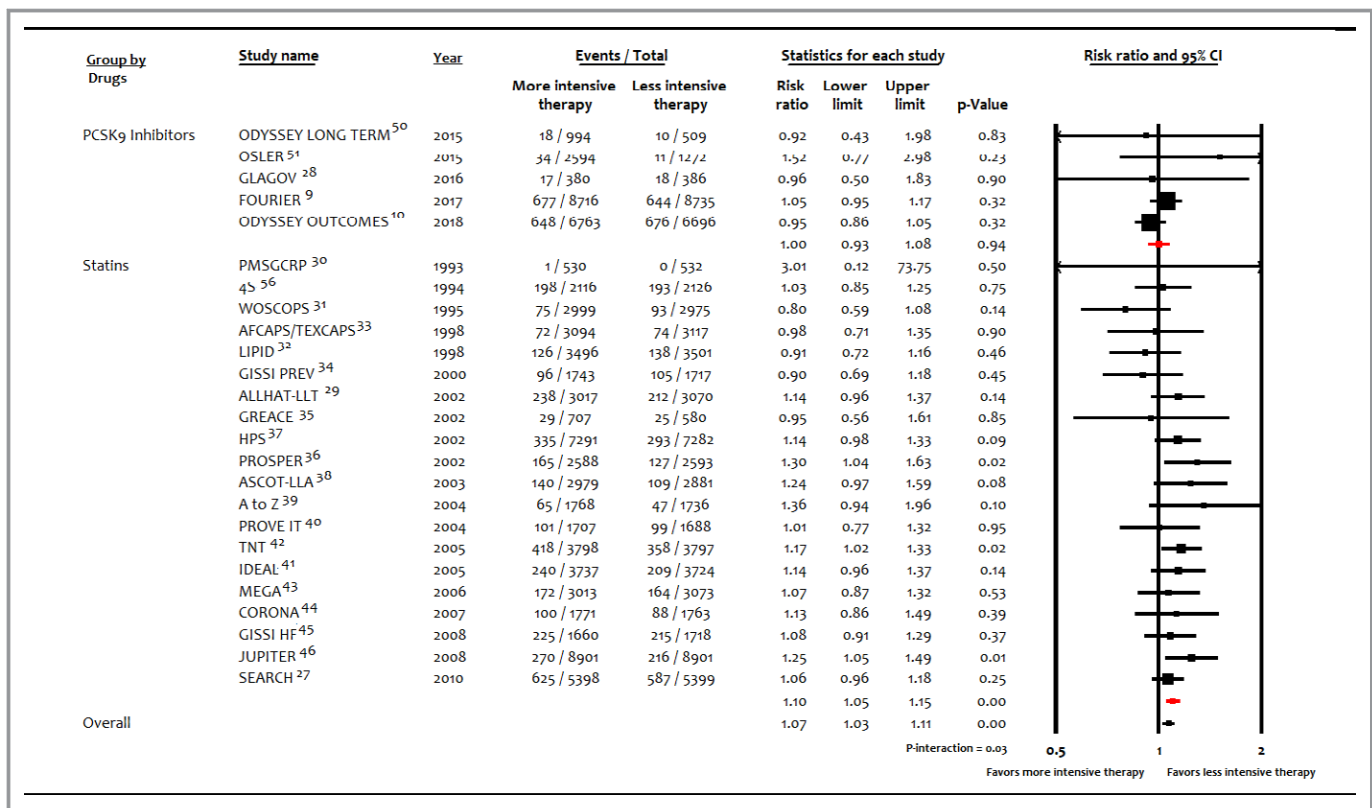 Group by Study name Year Events / Total Statistics for each study Risk ratio and 95% CI
Drugs
More intensive Less intensive Risk Lower Upper
therapy therapy ratio limit limit p-Value
PCSK9 Inhibitors ODYSSEY LONG TERM 50 2015 18 / 994 10 / 509 0.92 0.43 1.98 0.83
OSLER 51 2015 34 / 2594 11 / 1272 1.52 0.77 2.98 0.23
GLAGOV 28 2016 17 / 380 18 / 386 0.96 0.50 1.83 0.90
FOURIER 9 2017 677 / 8716 644 / 8735 1.05 0.95 1.17 0.32
ODYSSEY OUTCOMES 10 2018 648 / 6763 676 / 6696 0.95 0.86 1.05 0.32
1.00 0.93 1.08 0.94
Statins PMSGCRP 30 1993 1 / 530 0 / 532 3.01 0.12 73.75 0.50
4S 56 1994 198 / 2116 193 / 2126 1.03 0.85 1.25 0.75
WOSCOPS 31 1995 75 / 2999 93 / 2975 0.80 0.59 1.08 0.14
AFCAPS/TEXCAPS 33 1998 72 / 3094 74 / 3117 0.98 0.71 1.35 0.90
LIPID 32 1998 126 / 3496 138 / 3501 0.91 0.72 1.16 0.46
GISSI PREV 34 2000 96 / 1743 105 / 1717 0.90 0.69 1.18 0.45
ALLHAT-LLT 29 2002 238 / 3017 212 / 3070 1.14 0.96 1.37 0.14
GREACE 35 2002 29 / 707 25 / 580 0.95 0.56 1.61 0.85
HPS 37 2002 335 / 7291 293 / 7282 1.14 0.98 1.33 0.09
PROSPER 36 2002 165 / 2588 127 / 2593 1.30 1.04 1.63 0.02
ASCOT-LLA 38 2003 140 / 2979 109 / 2881 1.24 0.97 1.59 0.08
A to Z 39 2004 65 / 1768 47 / 1736 1.36 0.94 1.96 0.10
PROVE IT 40 2004 101 / 1707 99 / 1688 1.01 0.77 1.32 0.95
TNT 42 2005 418 / 3798 358 / 3797 1.17 1.02 1.33 0.02
IDEAL 41 2005 240 / 3737 209 / 3724 1.14 0.96 1.37 0.14
MEGA 43 2006 172 / 3013 164 / 3073 1.07 0.87 1.32 0.53
CORONA 44 2007 100 / 1771 88 / 1763 1.13 0.86 1.49 0.39
GISSI HF 45 2008 225 / 1660 215 / 1718 1.08 0.91 1.29 0.37
JUPITER 46 2008 270 / 8901 216 / 8901 1.25 1.05 1.49 0.01
SEARCH 27 2010 625 / 5398 587 / 5399 1.06 0.96 1.18 0.25
1.10 1.05 1.15 0.00
Overall 1.07 1.03 1.11 0.00
P-interaction = 0.03 0.5 1 2
Favors more intensive therapy Favors less intensive therapy